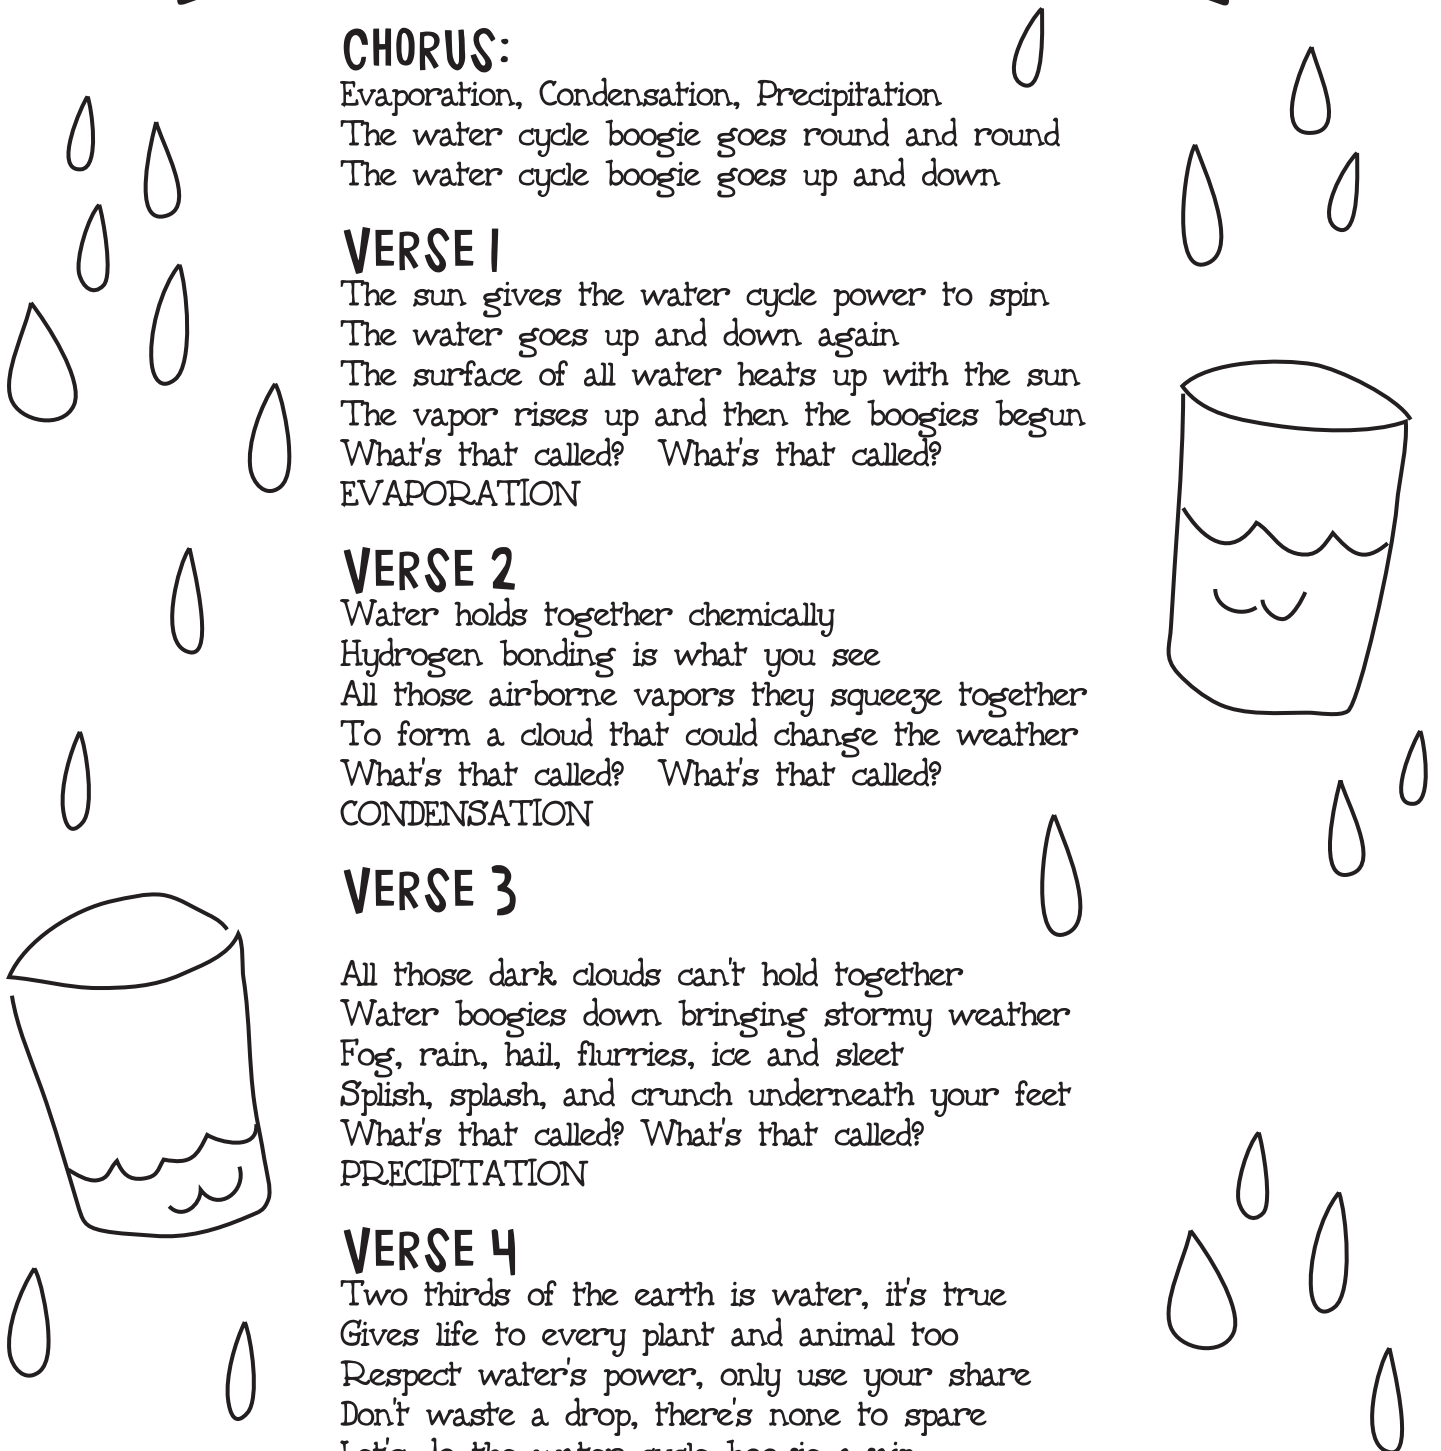 CHORUS:
Evaporation, Condensation, Precipitation
The water cycle boogie goes round and round
The water cycle boogie goes up and down
VERSE 1
The sun gives the water cycle power to spin
The water goes up and down again
The surface of all water heats up with the sun
The vapor rises up and then the boogies begun
What's that called? What's that called?
EVAPORATION
VERSE 2
Water holds together chemically
Hydrogen bonding is what you see
All those airborne vapors they squeeze together
To form a cloud that could change the weather
What's that called? What's that called?
CONDENSATION
VERSE 3
All those dark clouds can't hold together
Water boogies down bringing stormy weather
Fog, rain, hail, flurries, ice and sleet
Splish, splash, and crunch underneath your feet
What's that called? What's that called?
PRECIPITATION
VERSE 4
Two thirds of the earth is water, it's true
Gives life to every plant and animal too
Respect water's power, only use your share
Don't waste a drop, there's none to spare
Let's do the water cycle boogie